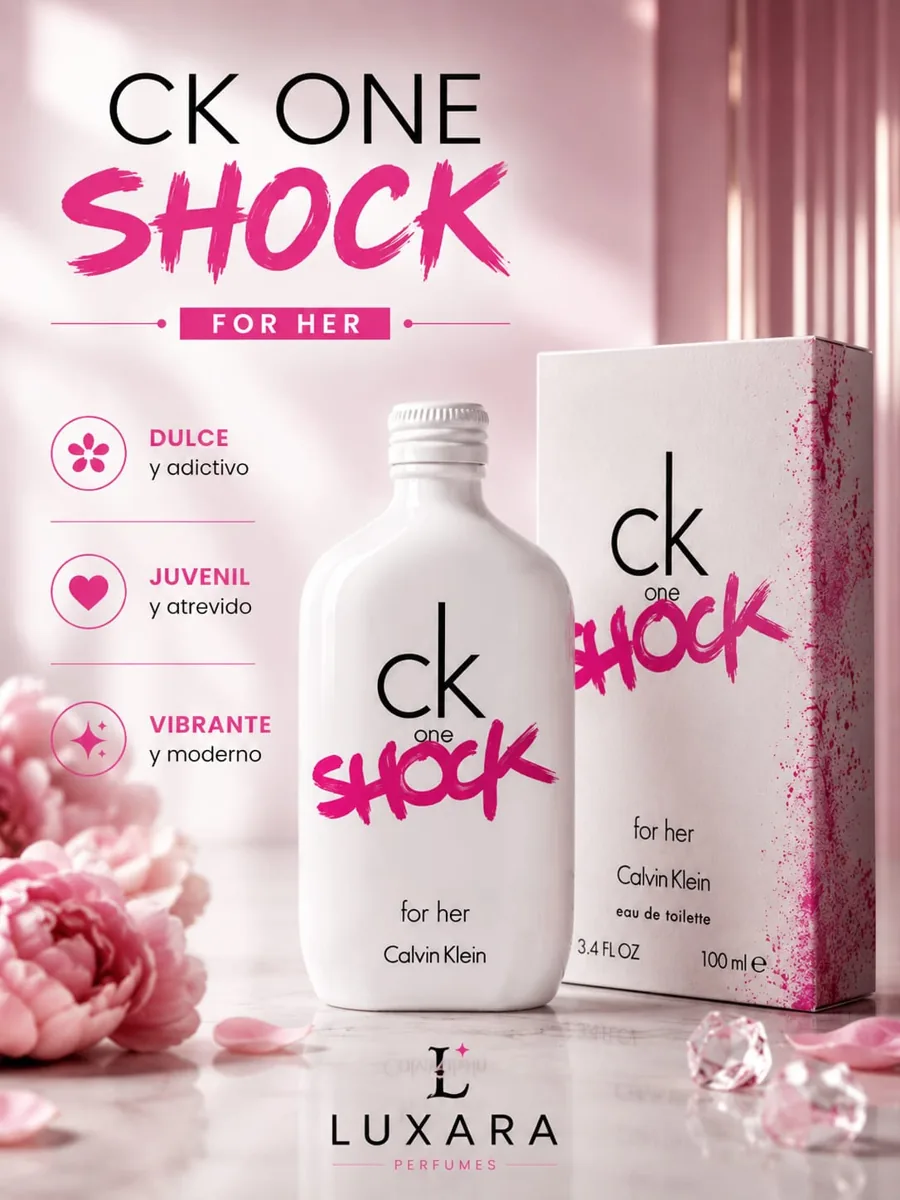 CK ONE
SHOCK
FOR HER
DULCE
y adictivo
JUVENIL
y atrevido
VIBRANTE
y moderno
ck
one
SHOCK
for her
Calvin Klein
ck
one
SHOCK
for her
Calvin Klein
eau de toilette
3.4 FL OZ 100 ml e
L
LUXARA
PERFUMES